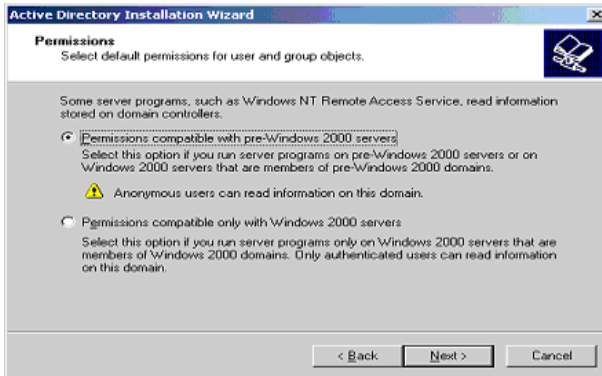 Active Directory Installation Wizard
Permissions
Select default permissions for user and group objects.
Some server programs, such as Windows NT Remote Access Service, read information
stored on domain controllers.
Permissions compatible with pre-Windows 2000 servers
Select this option if you run server programs on pre-Windows 2000 servers or on
Windows 2000 servers that are members of pre-Windows 2000 domains.
Anonymous users can read information on this domain.
Permissions compatible only with Windows 2000 servers
Select this option if you run server programs only on Windows 2000 servers that are
members of Windows 2000 domains. Only authenticated users can read information
on this domain.
< Back Next > Cancel